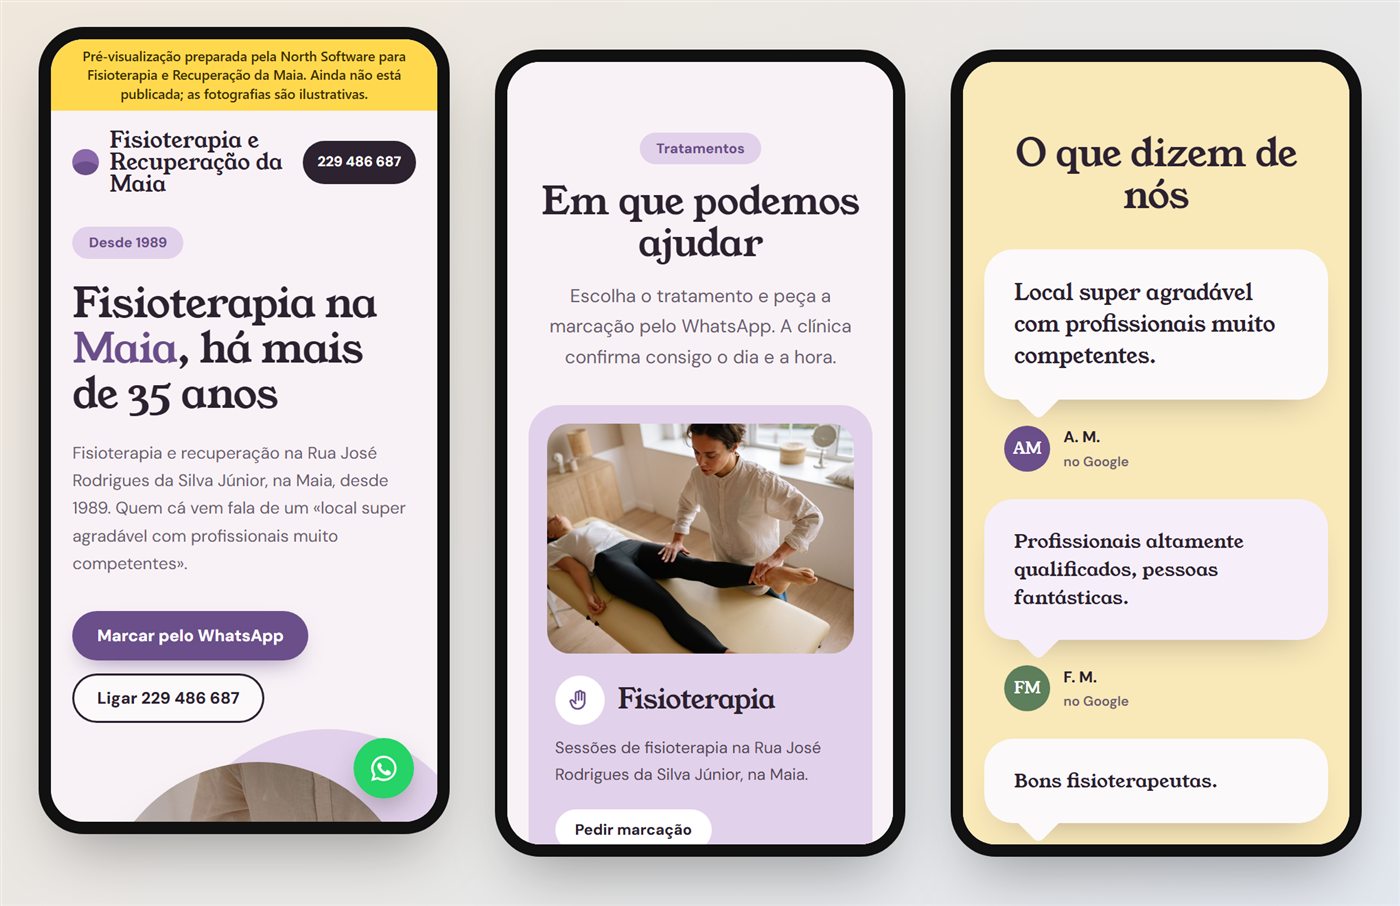 Pré-visualização preparada pela North Software para
Fisioterapia e Recuperação da Maia. Ainda não está
publicada; as fotografias são ilustrativas.
Fisioterapia e
Recuperação da
Maia
229 486 687
Desde 1989
Fisioterapia na
Maia, há mais
de 35 anos
Fisioterapia e recuperação na Rua José
Rodrigues da Silva Júnior, na Maia, desde
1989. Quem cá vem fala de um «local super
agradável com profissionais muito
competentes».
Marcar pelo WhatsApp
Ligar 229 486 687
Tratamentos
Em que podemos
ajudar
Escolha o tratamento e peça a
marcação pelo WhatsApp. A clínica
confirma consigo o dia e a hora.
Fisioterapia
Sessões de fisioterapia na Rua José
Rodrigues da Silva Júnior, na Maia.
Pedir marcação
O que dizem de
nós
Local super agradável
com profissionais muito
competentes.
AM
A. M.
no Google
Profissionais altamente
qualificados, pessoas
fantásticas.
FM
F. M.
no Google
Bons fisioterapeutas.